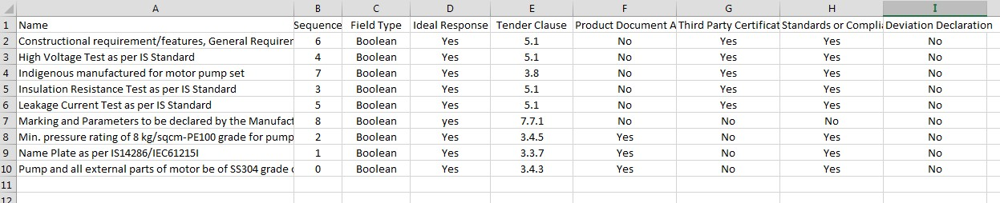 A B C D E F G H I
1 Name Sequence Field Type Ideal Response Tender Clause Product Document A Third Party Certificat Standards or Compli Deviation Declaration
2 Constructional requirement/features, General Requirer 6 Boolean Yes 5.1 No Yes Yes No
3 High Voltage Test as per IS Standard 4 Boolean Yes 5.1 No Yes Yes No
4 Indigenous manufactured for motor pump set 7 Boolean Yes 3.8 No Yes Yes No
5 Insulation Resistance Test as per IS Standard 3 Boolean Yes 5.1 No Yes Yes No
6 Leakage Current Test as per IS Standard 5 Boolean Yes 5.1 No Yes Yes No
7 Marking and Parameters to be declared by the Manufact 8 Boolean yes 7.7.1 No No No No
8 Min. pressure rating of 8 kg/sqcm-PE100 grade for pump 2 Boolean Yes 3.4.5 Yes No Yes No
9 Name Plate as per IS14286/IEC61215I 1 Boolean Yes 3.3.7 Yes Yes Yes No
10 Pump and all external parts of motor be of SS304 grade 0 Boolean Yes 3.4.3 Yes No Yes No
11
12